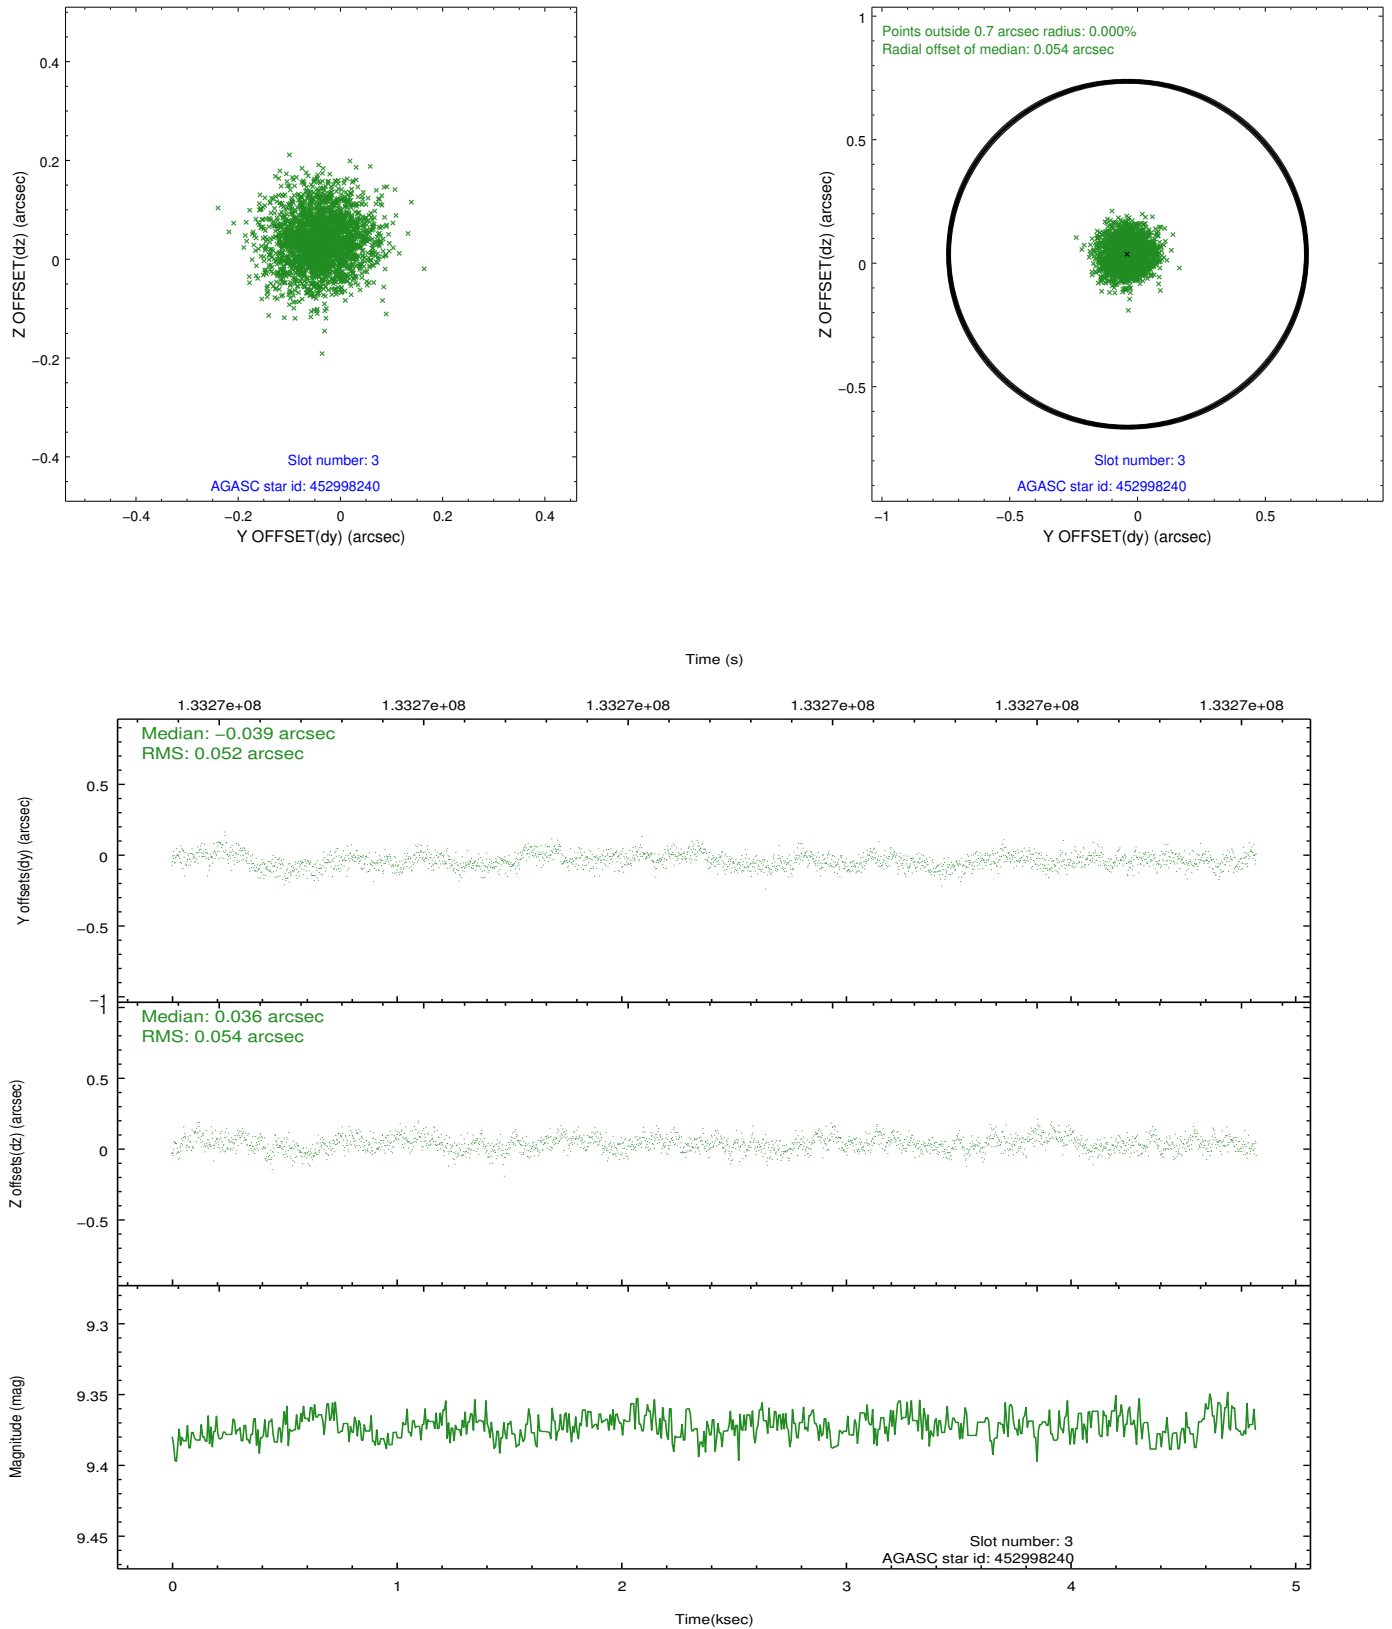 0.4
0.2
0
−0.2
−0.4
Z OFFSET(dz) (arcsec)
Slot number: 3
AGASC star id: 452998240
−0.4 −0.2 0 0.2 0.4
Y OFFSET(dy) (arcsec)
1
0.5
0
−0.5
Z OFFSET(dz) (arcsec)
Points outside 0.7 arcsec radius: 0.000%
Radial offset of median: 0.054 arcsec
Slot number: 3
AGASC star id: 452998240
−1 −0.5 0 0.5
Y OFFSET(dy) (arcsec)
Time (s)
1.3327e+08 1.3327e+08 1.3327e+08 1.3327e+08 1.3327e+08 1.3327e+08
Median: −0.039 arcsec
RMS: 0.052 arcsec
0.5
0
−0.5
−1
Y offsets(dy) (arcsec)
1
Median: 0.036 arcsec
RMS: 0.054 arcsec
0.5
0
−0.5
Z offsets(dz) (arcsec)
9.3
9.35
9.4
9.45
Magnitude (mag)
Slot number: 3
AGASC star id: 452998240
0 1 2 3 4 5
Time(ksec)